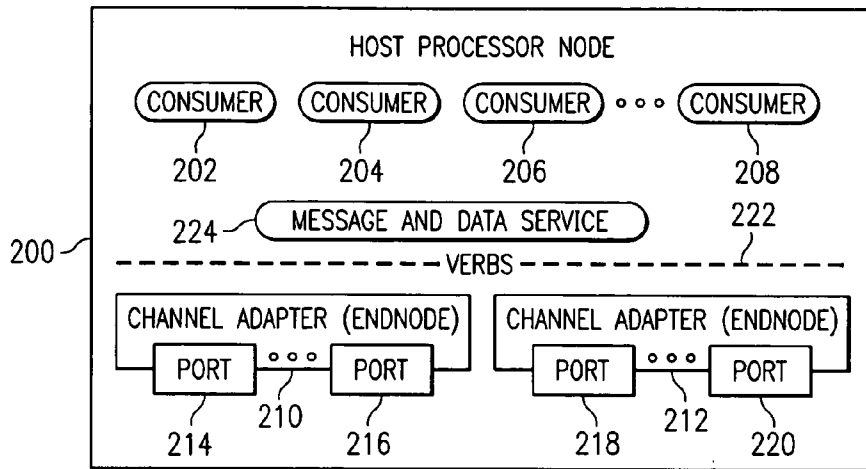 HOST PROCESSOR NODE
CONSUMER CONSUMER CONSUMER CONSUMER
202 204 206 208
224 MESSAGE AND DATA SERVICE 222
200
VERBS
CHANNEL ADAPTER (ENDNODE) CHANNEL ADAPTER (ENDNODE)
PORT PORT PORT PORT
214 210 216 218 212 220